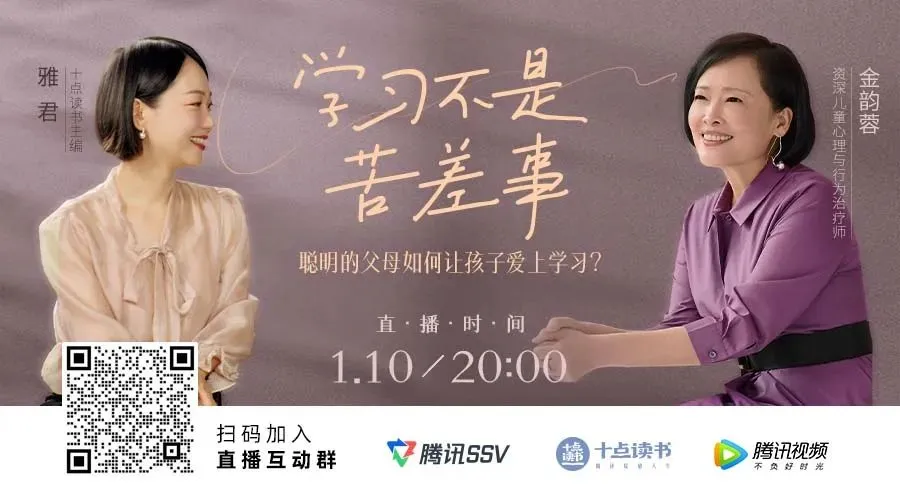 雅君
十点读书主编
学习不是
苦差事
聪明的父母如何让孩子爱上学习？
直·播·时·间
1.10／20:00
金韵蓉
资深儿童心理与行为治疗师
扫码加入
直播互动群
腾讯SSV
十点读书
十点读书
腾讯视频
不负好时光